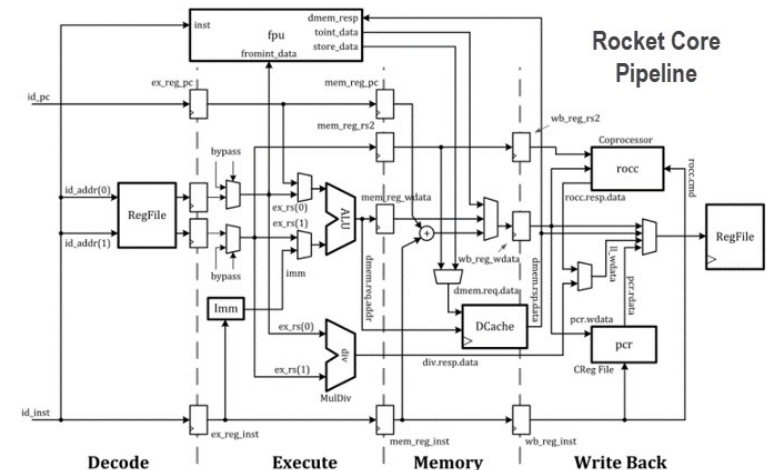 Rocket Core
Pipeline
inst
fpu
dmem_resp
toint_data
store_data
fromint_data
ex_reg_pc
mem_reg_pc
id_pc
mem_reg_rs2
wb_reg_rs2
Coprocessor
rocc
rocc.cmd
rocc.resp.data
bypass
id_addr(0)
id_addr(1)
RegFile
ex_rs(0)
ex_rs(1)
ALU
mem_reg_wdata
imm
bypass
wb_reg_wdata
ll_wdata
RegFile
dmem.req.addr
dmem.req.data
dmem.rsp.data
pcr.rdata
Imm
ex_rs(0)
ex_rs(1)
div
MulDiv
DCache
div.resp.data
pcr.wdata
pcr
CReg File
id_inst
ex_reg_inst
mem_reg_inst
wb_reg_inst
Decode
Execute
Memory
Write Back